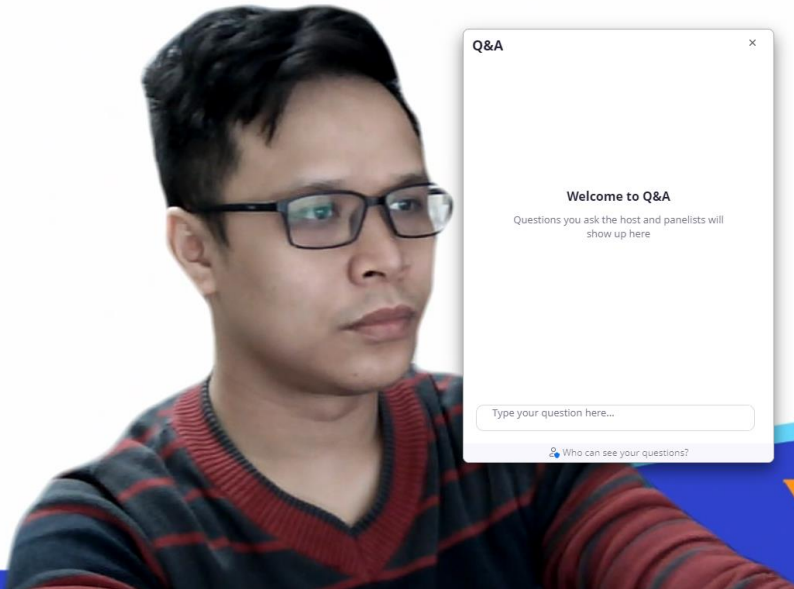 Q&A
Welcome to Q&A
Questions you ask the host and panelists will
show up here
Type your question here...
Who can see your questions?